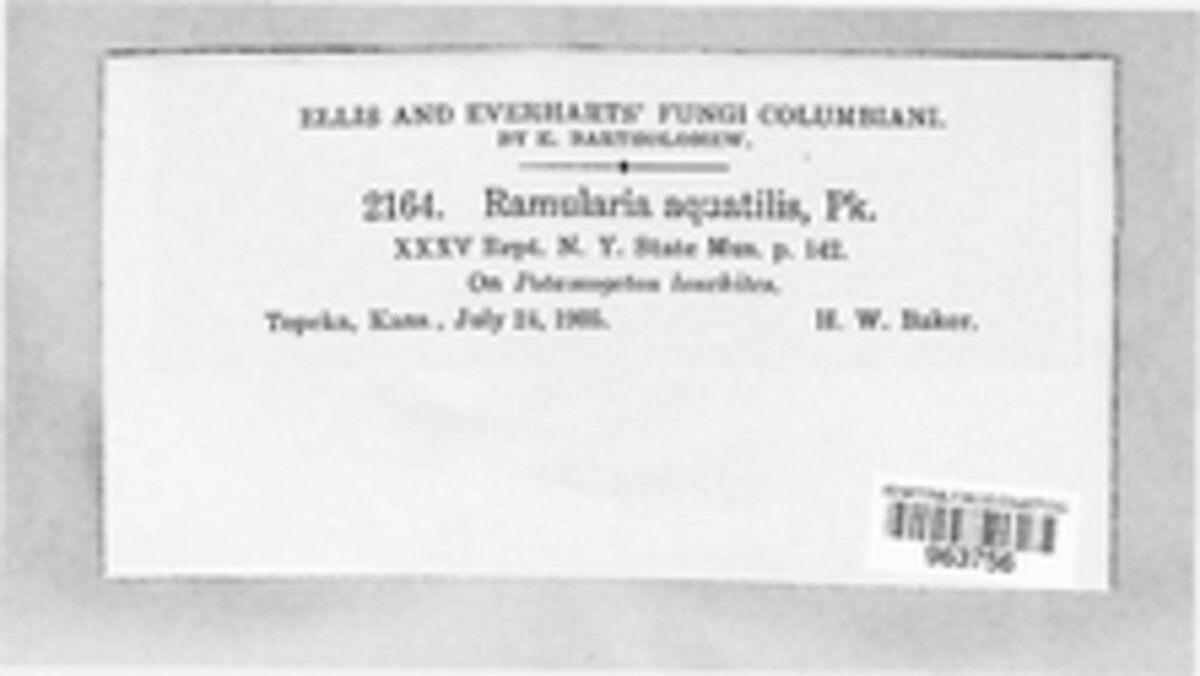 ELLIS AND EVERHARTS' FUNGI COLUMBIANI.
BY E. BARTHOLOMEW.
2164. Ramularia aquatilis, Pk.
XXXV Rept. N. Y. State Mus. p. 142.
On Potamogeton lonchites,
Topeka, Kans., July 24, 1905.
H. W. Baker.
963756